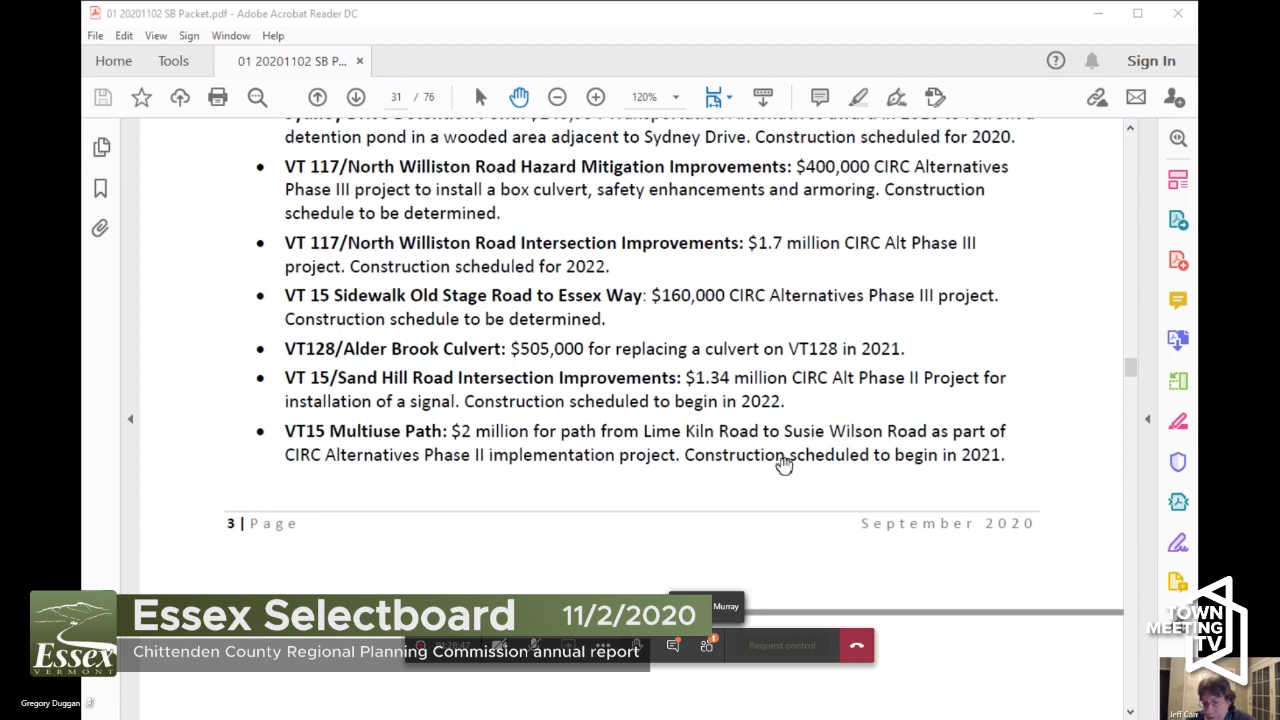 01 20201102 SB Packet.pdf - Adobe Acrobat Reader DC
File Edit View Sign Window Help
Home Tools 01 20201102 SB P... × Sign In
31 / 76 120%
detention pond in a wooded area adjacent to Sydney Drive. Construction scheduled for 2020.
• VT 117/North Williston Road Hazard Mitigation Improvements: $400,000 CIRC Alternatives
Phase III project to install a box culvert, safety enhancements and armoring. Construction
schedule to be determined.
• VT 117/North Williston Road Intersection Improvements: $1.7 million CIRC Alt Phase III
project. Construction scheduled for 2022.
• VT 15 Sidewalk Old Stage Road to Essex Way: $160,000 CIRC Alternatives Phase III project.
Construction schedule to be determined.
• VT128/Alder Brook Culvert: $505,000 for replacing a culvert on VT128 in 2021.
• VT 15/Sand Hill Road Intersection Improvements: $1.34 million CIRC Alt Phase II Project for
installation of a signal. Construction scheduled to begin in 2022.
• VT15 Multiuse Path: $2 million for path from Lime Kiln Road to Susie Wilson Road as part of
CIRC Alternatives Phase II implementation project. Construction scheduled to begin in 2021.
3 | Page September 2020
Murray
Essex Selectboard 11/2/2020
Chittenden County Regional Planning Commission annual report
Request control
Essex
VERMONT
TOWN
MEETING
TV
Gregory Duggan
Jeff Carr